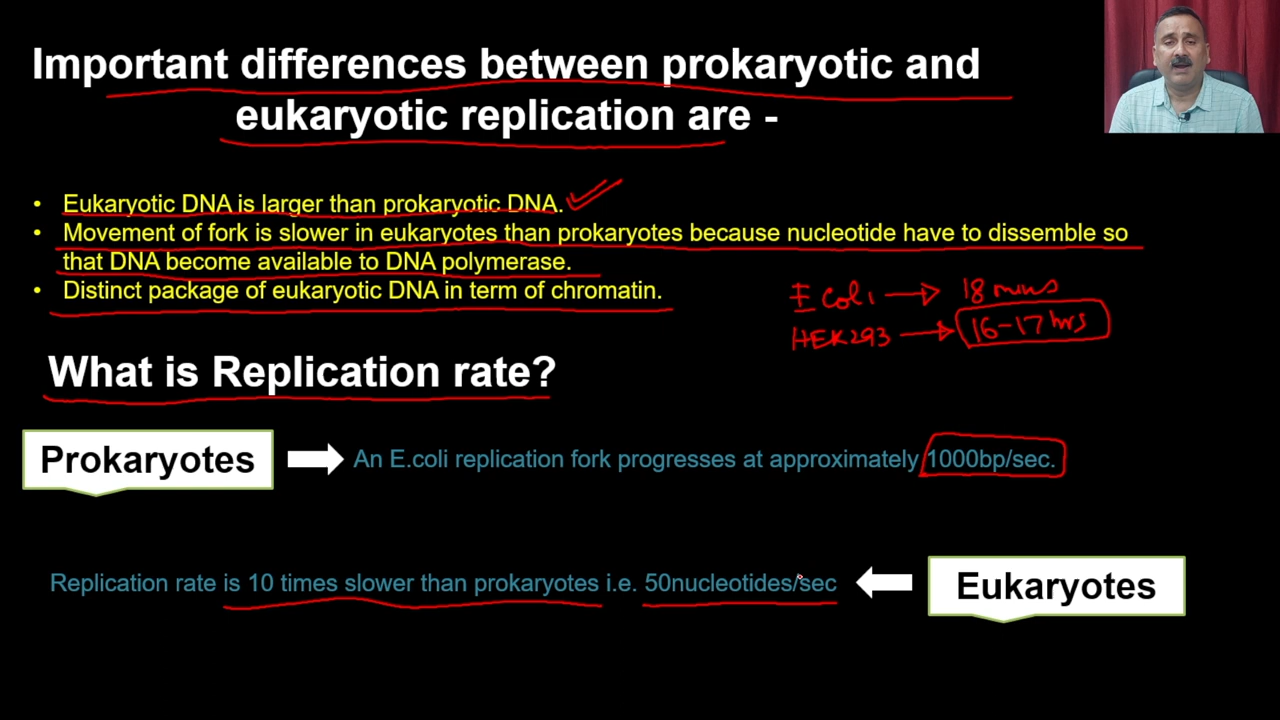 Important differences between prokaryotic and
eukaryotic replication are -
• Eukaryotic DNA is larger than prokaryotic DNA.
• Movement of fork is slower in eukaryotes than prokaryotes because nucleotide have to dissemble so
that DNA become available to DNA polymerase.
• Distinct package of eukaryotic DNA in term of chromatin.
E Coli → 18 mins
HEK293 → 16-17 hrs
What is Replication rate?
Prokaryotes
An E.coli replication fork progresses at approximately 1000bp/sec.
Replication rate is 10 times slower than prokaryotes i.e. 50nucleotides/sec
Eukaryotes